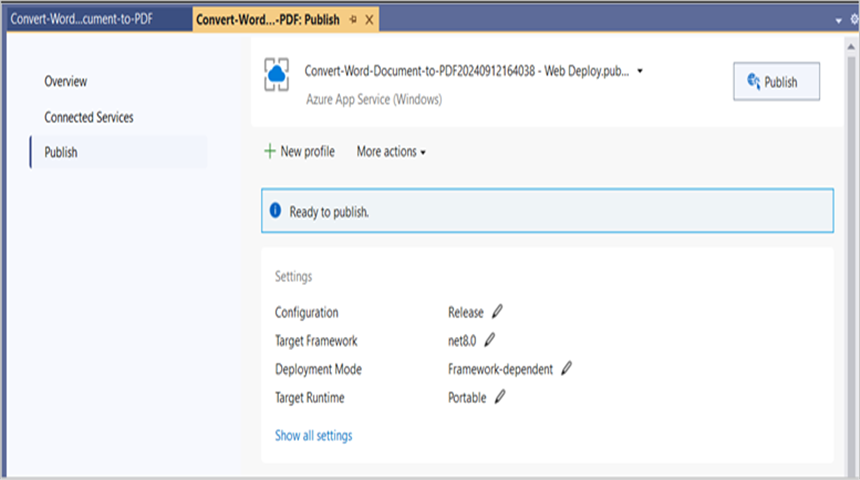 Convert-Word...cument-to-PDF
Convert-Word...-PDF: Publish
Overview
Connected Services
Publish
Convert-Word-Document-to-PDF20240912164038 - Web Deploy.pub...
Azure App Service (Windows)
Publish
New profile
More actions
Ready to publish.
Settings
Configuration Release
Target Framework net8.0
Deployment Mode Framework-dependent
Target Runtime Portable
Show all settings